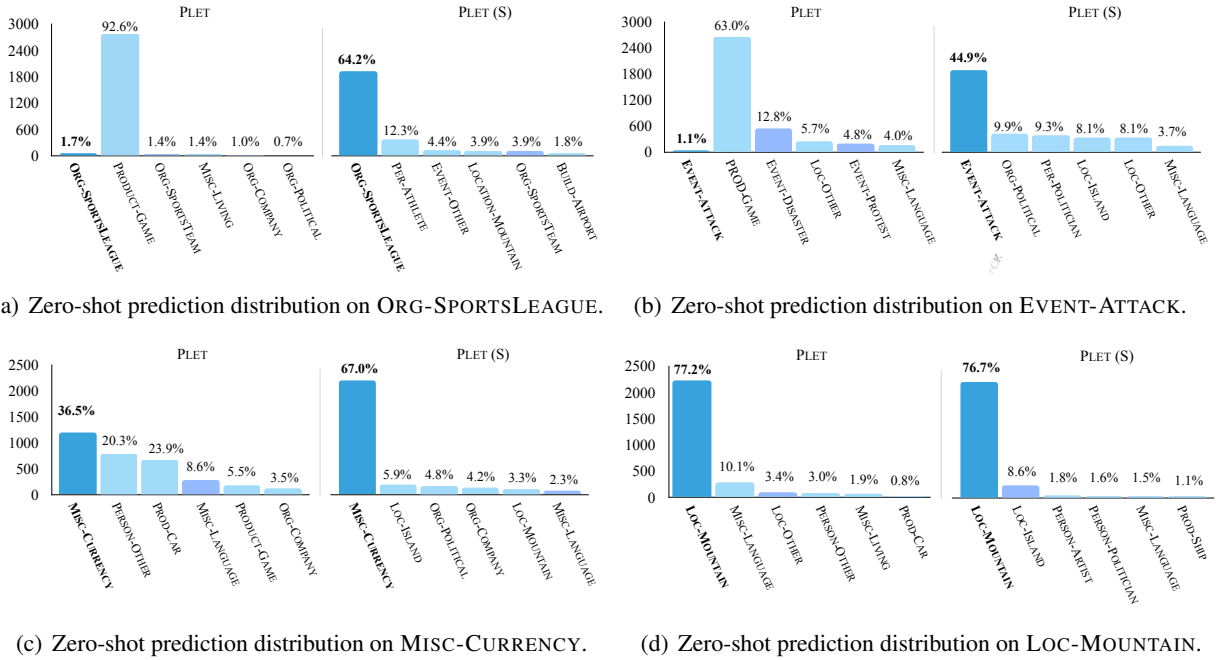 PLET PLET (S)
3000
2400
1800
1200
600
0
1.7%
92.6%
1.4%
1.4%
1.0%
0.7%
64.2%
12.3%
4.4%
3.9%
3.9%
1.8%
ORG-SPORTSLEAGUE
PRODUCT-GAME
ORG-SPORTSTEAM
MISC-LIVING
ORG-COMPANY
ORG-POLITICAL
ORG-SPORTSLEAGUE
PER-ATHLETE
EVENT-OTHER
LOCATION-MOUNTAIN
ORG-SPORTSTEAM
BUILD-AIRPORT
a) Zero-shot prediction distribution on ORG-SPORTSLEAGUE.
PLET PLET (S)
3000
2400
1800
1200
600
0
1.1%
63.0%
12.8%
5.7%
4.8%
4.0%
44.9%
9.9%
9.3%
8.1%
8.1%
3.7%
EVENT-ATTACK
PROD-GAME
EVENT-DISASTER
LOC-OTHER
EVENT-PROTEST
MISC-LANGUAGE
EVENT-ATTACK
ORG-POLITICAL
PER-POLITICIAN
LOC-ISLAND
LOC-OTHER
MISC-LANGUAGE
CK
(b) Zero-shot prediction distribution on EVENT-ATTACK.
PLET PLET (S)
2500
2000
1500
1000
500
0
36.5%
20.3%
23.9%
8.6%
5.5%
3.5%
67.0%
5.9%
4.8%
4.2%
3.3%
2.3%
MISC-CURRENCY
PERSON-OTHER
PROD-CAR
MISC-LANGUAGE
PRODUCT-GAME
ORG-COMPANY
MISC-CURRENCY
LOC-ISLAND
ORG-POLITICAL
ORG-COMPANY
LOC-MOUNTAIN
MISC-LANGUAGE
(c) Zero-shot prediction distribution on MISC-CURRENCY.
PLET PLET (S)
2500
2000
1500
1000
500
0
77.2%
10.1%
3.4%
3.0%
1.9%
0.8%
76.7%
8.6%
1.8%
1.6%
1.5%
1.1%
LOC-MOUNTAIN
MISC-LANGUAGE
LOC-OTHER
PERSON-OTHER
MISC-LIVING
PROD-CAR
LOC-MOUNTAIN
LOC-ISLAND
PERSON-ARTIST
PERSON-POLITICIAN
MISC-LANGUAGE
PROD-SHIP
(d) Zero-shot prediction distribution on LOC-MOUNTAIN.